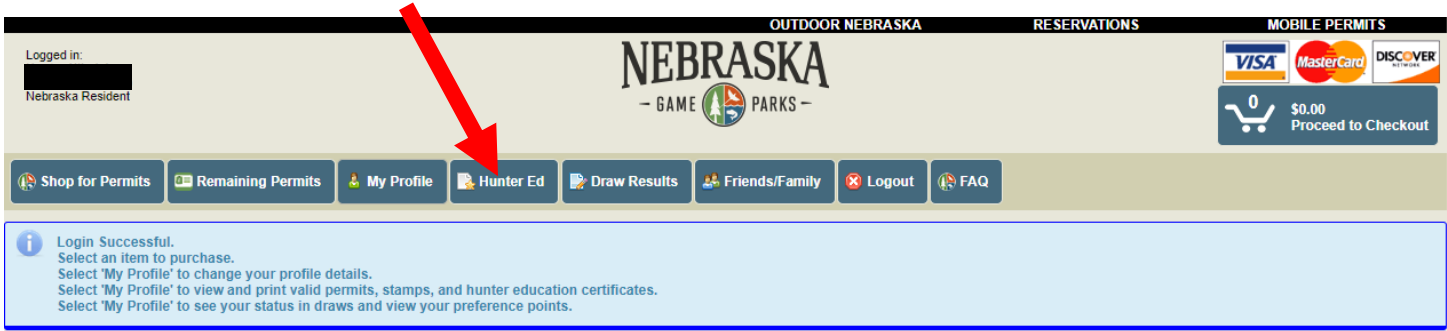 OUTDOOR NEBRASKA RESERVATIONS MOBILE PERMITS
Logged in:
Nebraska Resident
NEBRASKA
- GAME PARKS -
VISA MasterCard DISCOVER
NETWORK
0 $0.00
Proceed to Checkout
Shop for Permits Remaining Permits My Profile Hunter Ed Draw Results Friends/Family Logout FAQ
i Login Successful.
Select an item to purchase.
Select 'My Profile' to change your profile details.
Select 'My Profile' to view and print valid permits, stamps, and hunter education certificates.
Select 'My Profile' to see your status in draws and view your preference points.